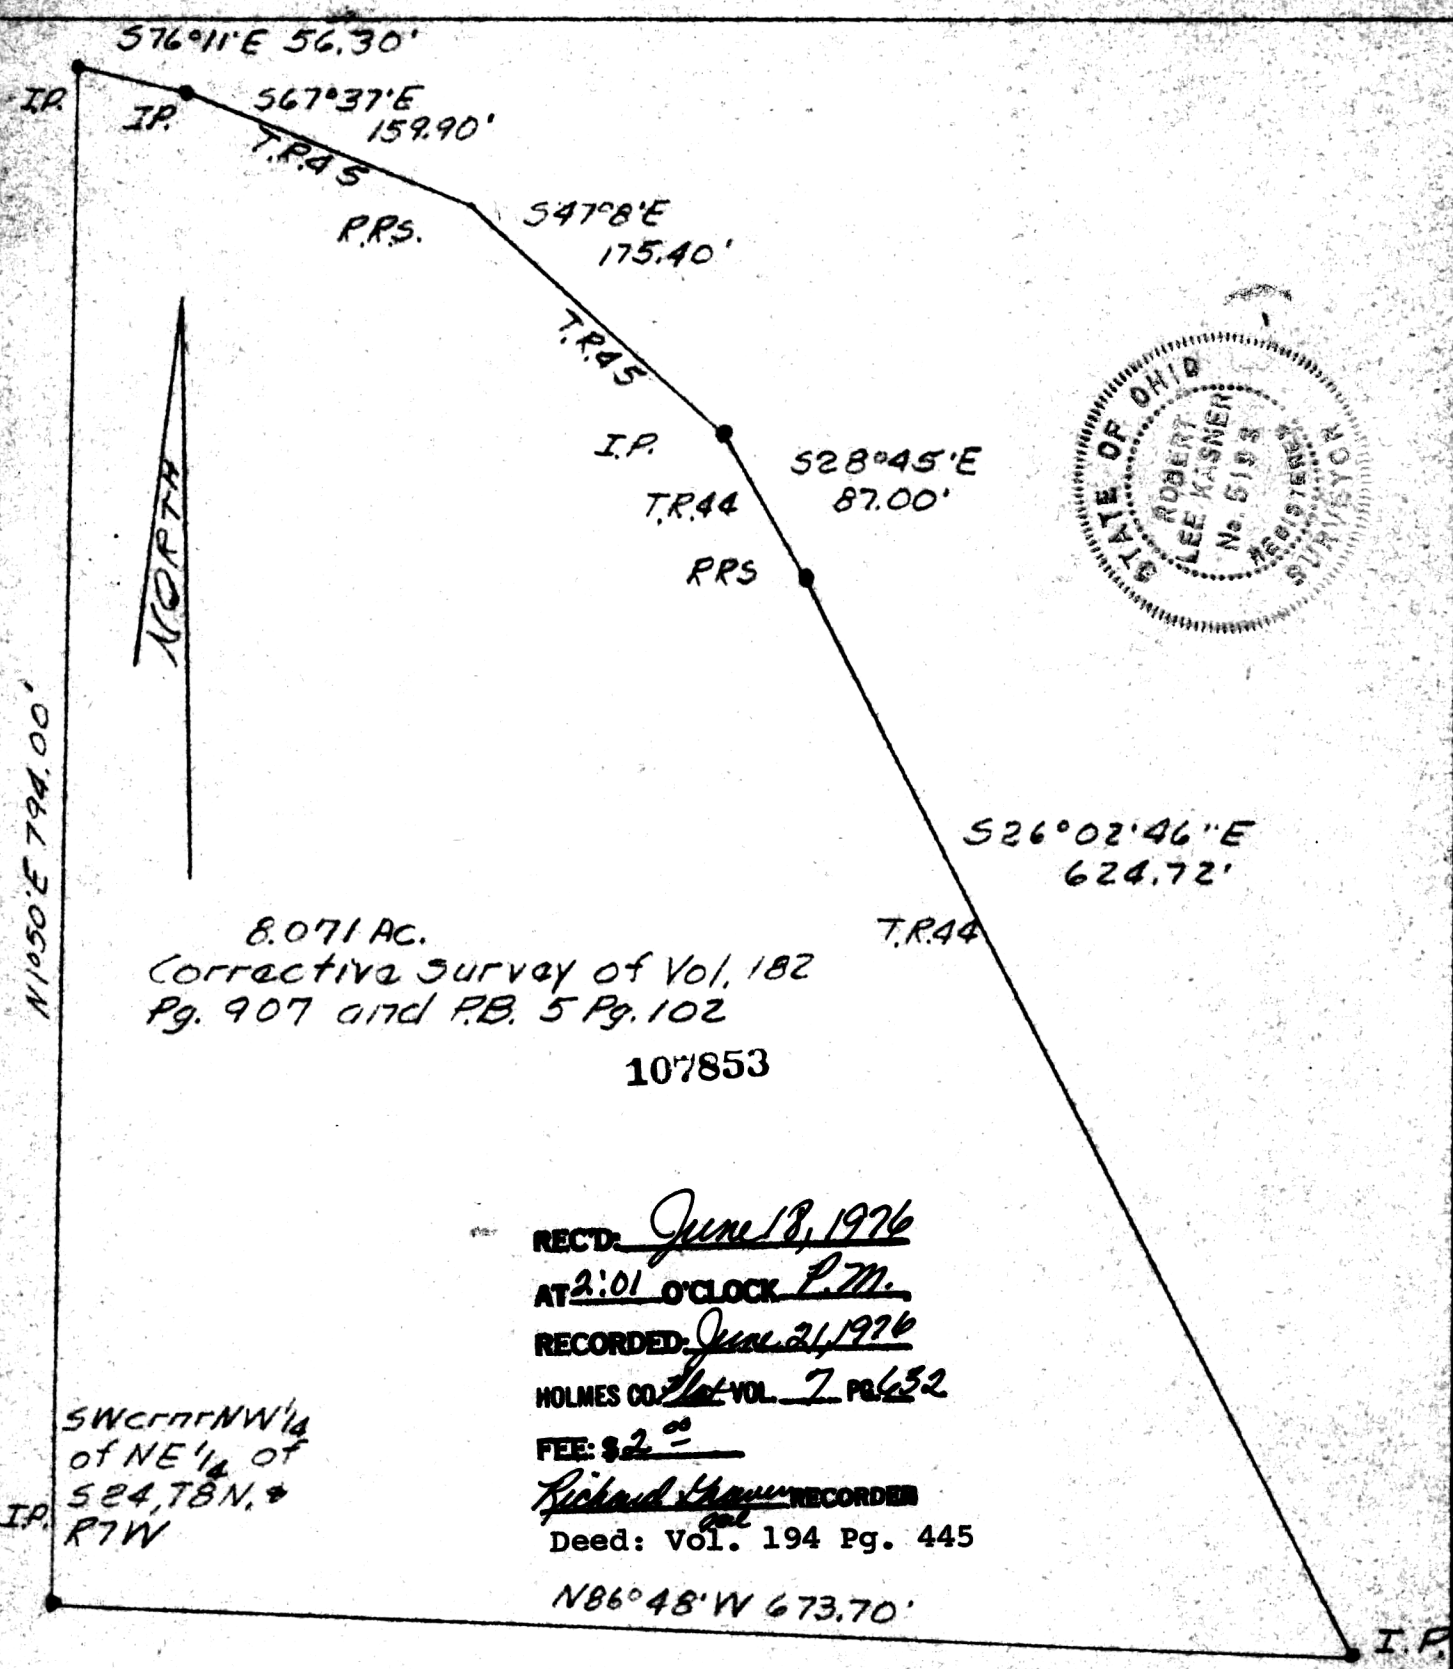 S76°11'E 56.30'
I.P.
I.P.
S67°37'E
159.90'
T.R.45
R.R.S.
S47°8'E
175.40'
T.R.45
I.P.
S28°45'E
87.00'
T.R.44
RRS
STATE OF OHIO
ROBERT
LEE KASNER
No. 5193
REGISTERED
SURVEYOR
NORTH
N1°50'E 794.00'
S26°02'46"E
624.72'
T.R.44
8.071 AC.
Corrective Survey of Vol. 182
Pg. 907 and P.B. 5 Pg. 102
107853
REC'D: June 18, 1976
AT 2:01 O'CLOCK P.M.
RECORDED: June 21, 1976
HOLMES CO. Plat VOL. 7 PG. 632
FEE: $2 00
Richard RECORDER
Deed: Vol. 194 Pg. 445
SWcrnrNW1/4
of NE 1/4 of
S24, T8N, &
R7W
I.P.
N86°48'W 673.70'
I.P.